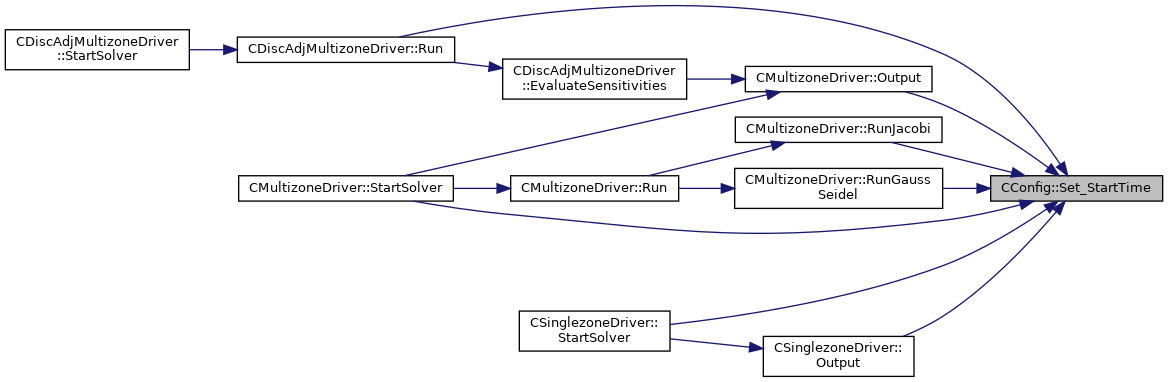 CDiscAdjMultizoneDriver
::StartSolver
CDiscAdjMultizoneDriver::Run
CDiscAdjMultizoneDriver
::EvaluateSensitivities
CMultizoneDriver::Output
CMultizoneDriver::RunJacobi
CMultizoneDriver::StartSolver
CMultizoneDriver::Run
CMultizoneDriver::RunGauss
Seidel
CConfig::Set_StartTime
CSinglezoneDriver::
StartSolver
CSinglezoneDriver::
Output